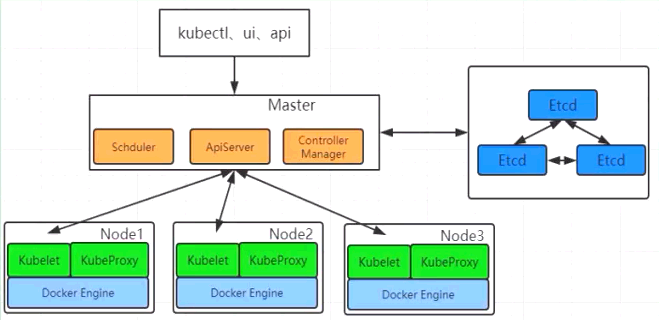 kubectl、ui、api
Master
Schduler
ApiServer
Controller
Manager
Etcd
Etcd
Etcd
Node1
Kubelet
KubeProxy
Docker Engine
Node2
Kubelet
KubeProxy
Docker Engine
Node3
Kubelet
KubeProxy
Docker Engine